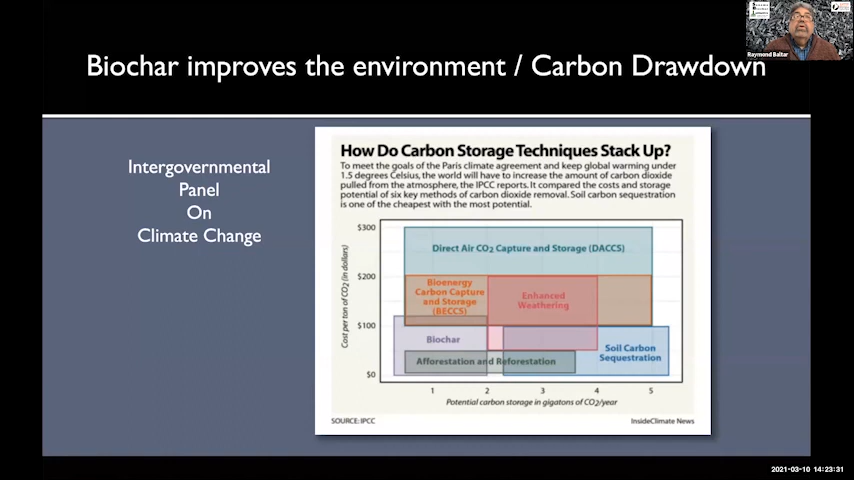 Raymond Baltar
Biochar improves the environment / Carbon Drawdown
Intergovernmental
Panel
On
Climate Change
How Do Carbon Storage Techniques Stack Up?
To meet the goals of the Paris climate agreement and keep global warming under
1.5 degrees Celsius, the world will have to increase the amount of carbon dioxide
pulled from the atmosphere, the IPCC reports. It compared the costs and storage
potential of six key methods of carbon dioxide removal. Soil carbon sequestration
is one of the cheapest with the most potential.
Cost per ton of CO2 (in dollars)
$300
$200
$100
$0
Direct Air CO2 Capture and Storage (DACCS)
Bioenergy
Carbon Capture
and Storage
(BECCS)
Enhanced
Weathering
Biochar
Soil Carbon
Sequestration
Afforestation and Reforestation
1 2 3 4 5
Potential carbon storage in gigatons of CO2/year
SOURCE: IPCC InsideClimate News
2021-03-10 14:23:31